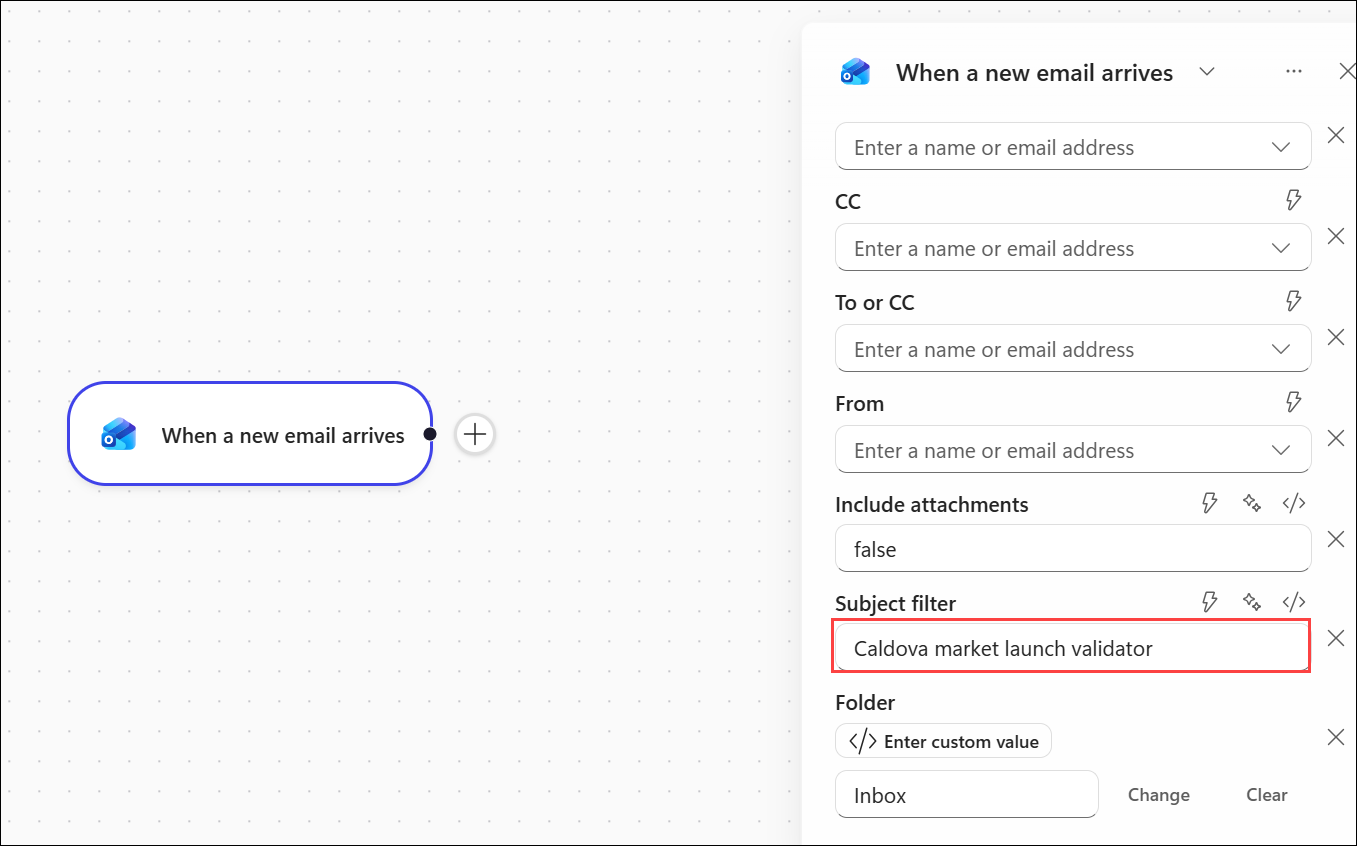 When a new email arrives
Enter a name or email address
CC
Enter a name or email address
To or CC
Enter a name or email address
From
Enter a name or email address
When a new email arrives
Include attachments
false
Subject filter
Caldova market launch validator
Folder
Enter custom value
Inbox Change Clear